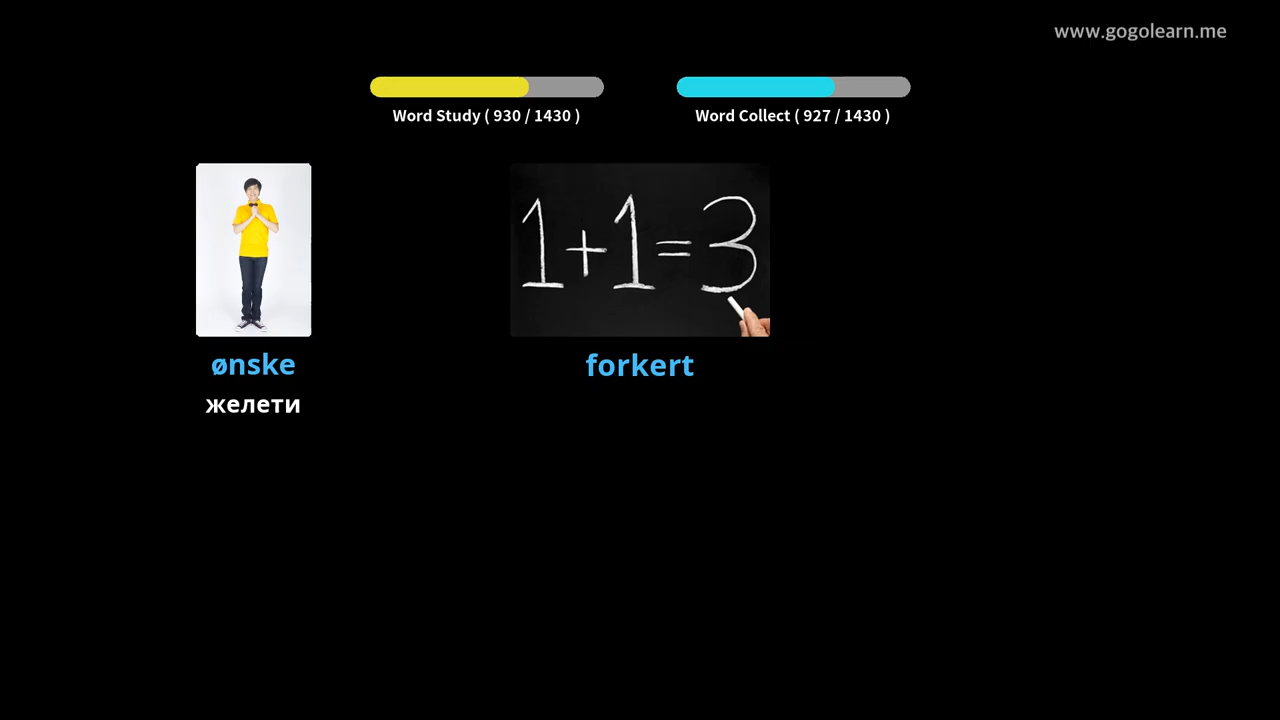 www.gogolearn.me
Word Study ( 930 / 1430 )
Word Collect ( 927 / 1430 )
1+1=3
ønske
forkert
желети